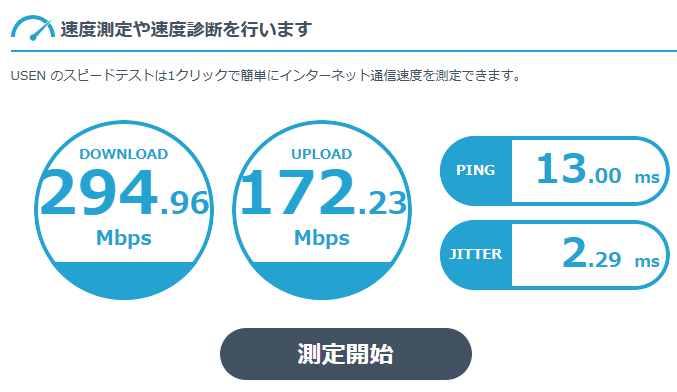 速度測定や速度診断を行います
USEN のスピードテストは1クリックで簡単にインターネット通信速度を測定できます。
DOWNLOAD
294.96
Mbps
UPLOAD
172.23
Mbps
PING
13.00 ms
JITTER
2.29 ms
測定開始